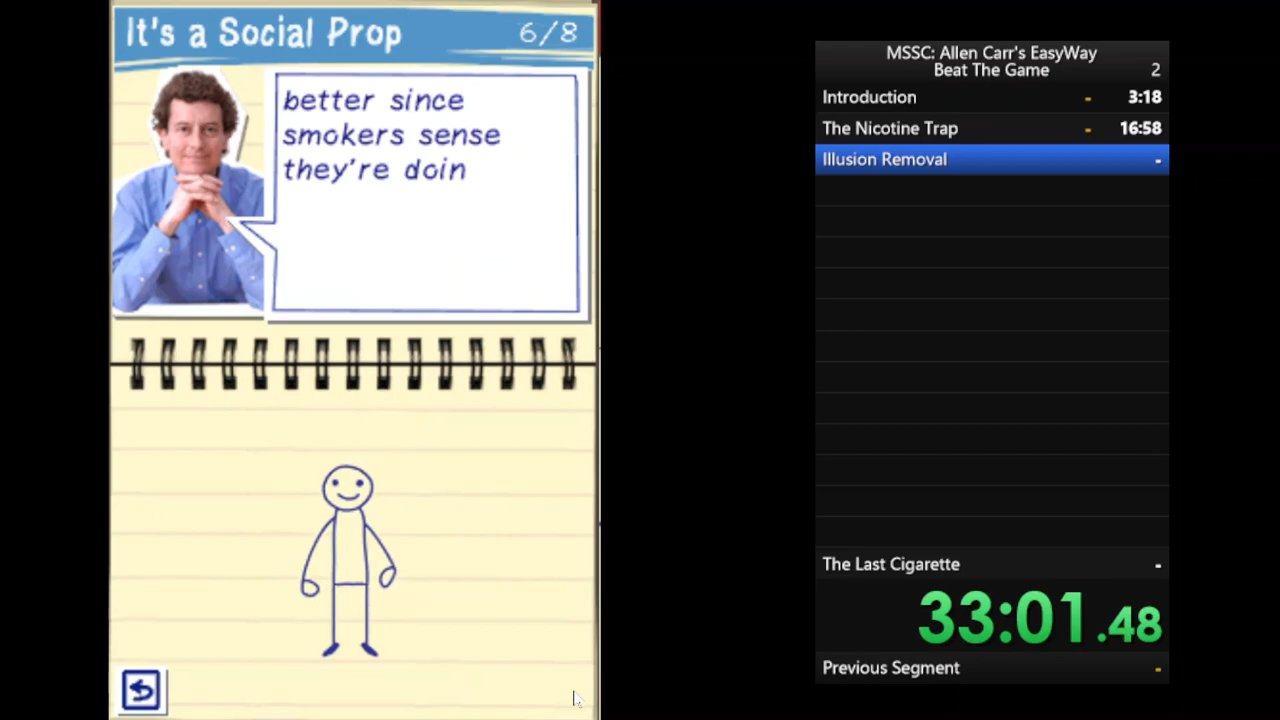 It's a Social Prop 6/8
better since
smokers sense
they're doin
MSSC: Allen Carr's EasyWay
Beat The Game 2
Introduction - 3:18
The Nicotine Trap - 16:58
Illusion Removal -
The Last Cigarette -
33:01.48
Previous Segment -